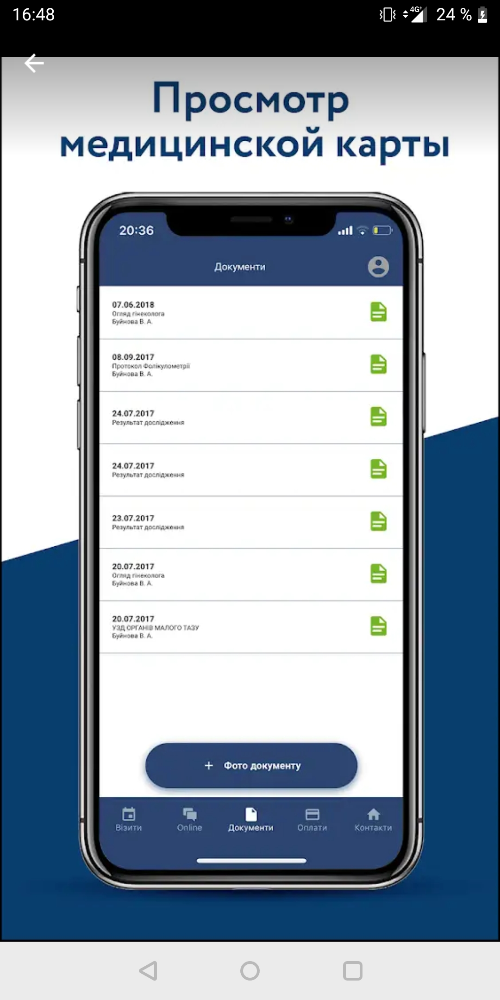 16:48
4G+ 24 %
Просмотр
медицинской карты
20:36
Документи
07.06.2018
Огляд гінеколога
Буйнова В. А.
08.09.2017
Протокол Фолікулометрії
Буйнова В. А.
24.07.2017
Результат дослідження
24.07.2017
Результат дослідження
23.07.2017
Результат дослідження
20.07.2017
Огляд гінеколога
Буйнова В. А.
20.07.2017
УЗД ОРГАНІВ МАЛОГО ТАЗУ
Буйнова В. А.
+ Фото документу
Візити Online Документи Оплати Контакти